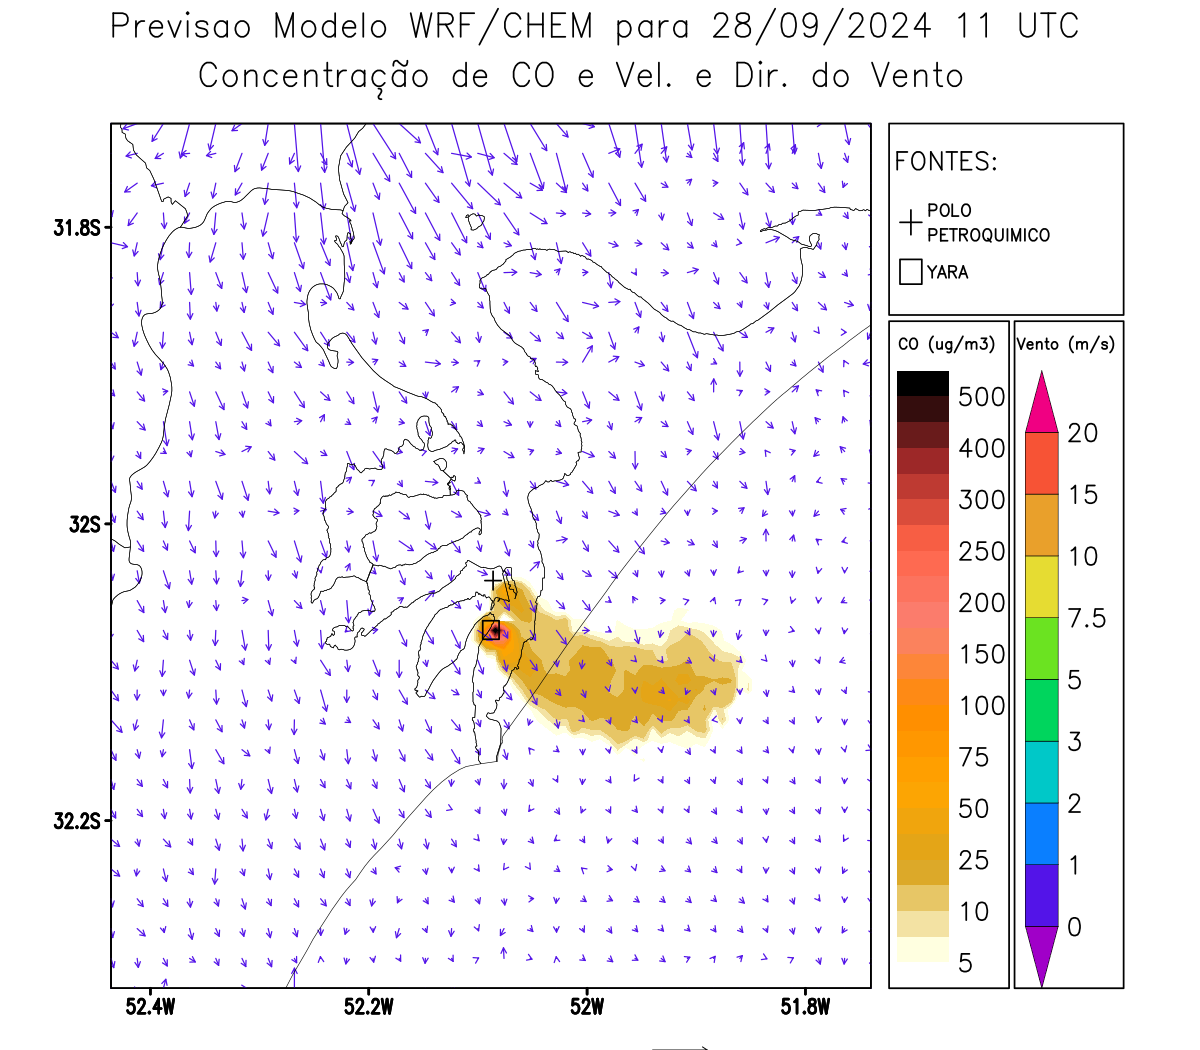 Previsao Modelo WRF/CHEM para 28/09/2024 11 UTC
Concentração de CO e Vel. e Dir. do Vento
FONTES:
POLO
PETROQUIMICO
YARA
CO (ug/m3)
500
400
300
250
200
150
100
75
50
25
10
5
Vento (m/s)
20
15
10
7.5
5
3
2
1
0
31.8S
32S
32.2S
52.4W
52.2W
52W
51.8W